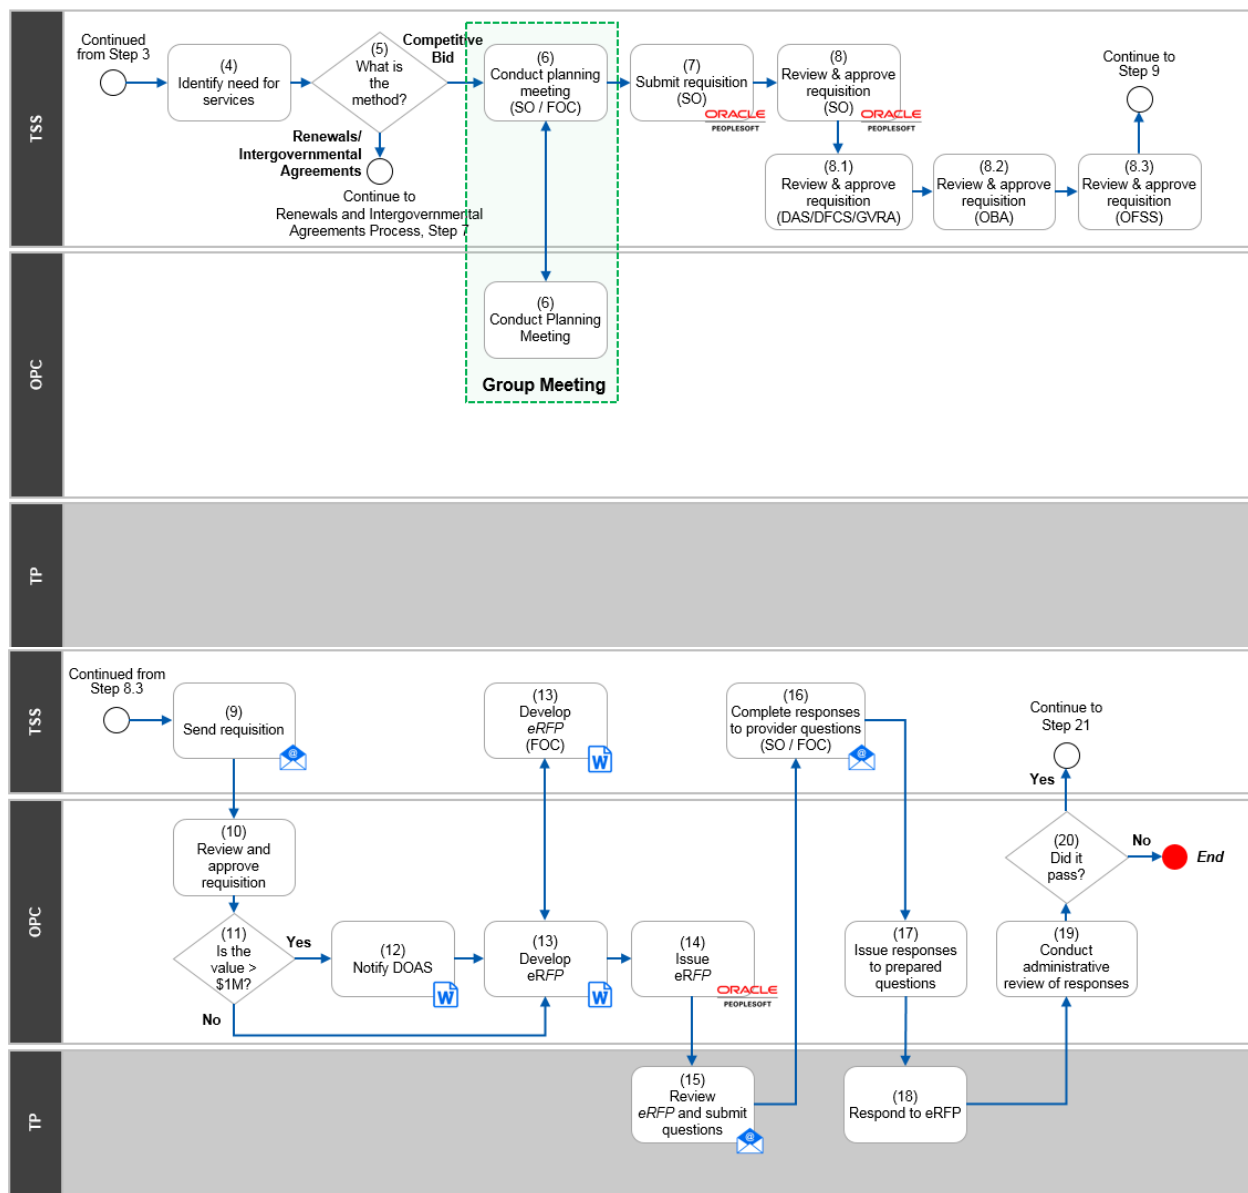 TSS
Continued
from Step 3
(4)
Identify need for
services
(5)
What is
the
method?
Competitive
Bid
Renewals/
Intergovernmental
Agreements
Continue to
Renewals and Intergovernmental
Agreements Process, Step 7
(6)
Conduct planning
meeting
(SO / FOC)
(7)
Submit requisition
(SO)
ORACLE
PEOPLESOFT
(8)
Review & approve
requisition
(SO)
ORACLE
PEOPLESOFT
(8.1)
Review & approve
requisition
(DAS/DFCS/GVRA)
(8.2)
Review & approve
requisition
(OBA)
(8.3)
Review & approve
requisition
(OFSS)
Continue to
Step 9
OPC
(6)
Conduct Planning
Meeting
Group Meeting
TP
TSS
Continued from
Step 8.3
(9)
Send requisition
@
(13)
Develop
eRFP
(FOC)
W
(16)
Complete responses
to provider questions
(SO / FOC)
@
Continue to
Step 21
Yes
OPC
(10)
Review and
approve
requisition
(11)
Is the
value >
$1M?
Yes
No
(12)
Notify DOAS
W
(13)
Develop
eRFP
W
(14)
Issue
eRFP
ORACLE
PEOPLESOFT
(17)
Issue responses
to prepared
questions
(19)
Conduct
administrative
review of responses
(20)
Did it
pass?
No
End
TP
(15)
Review
eRFP and submit
questions
@
(18)
Respond to eRFP